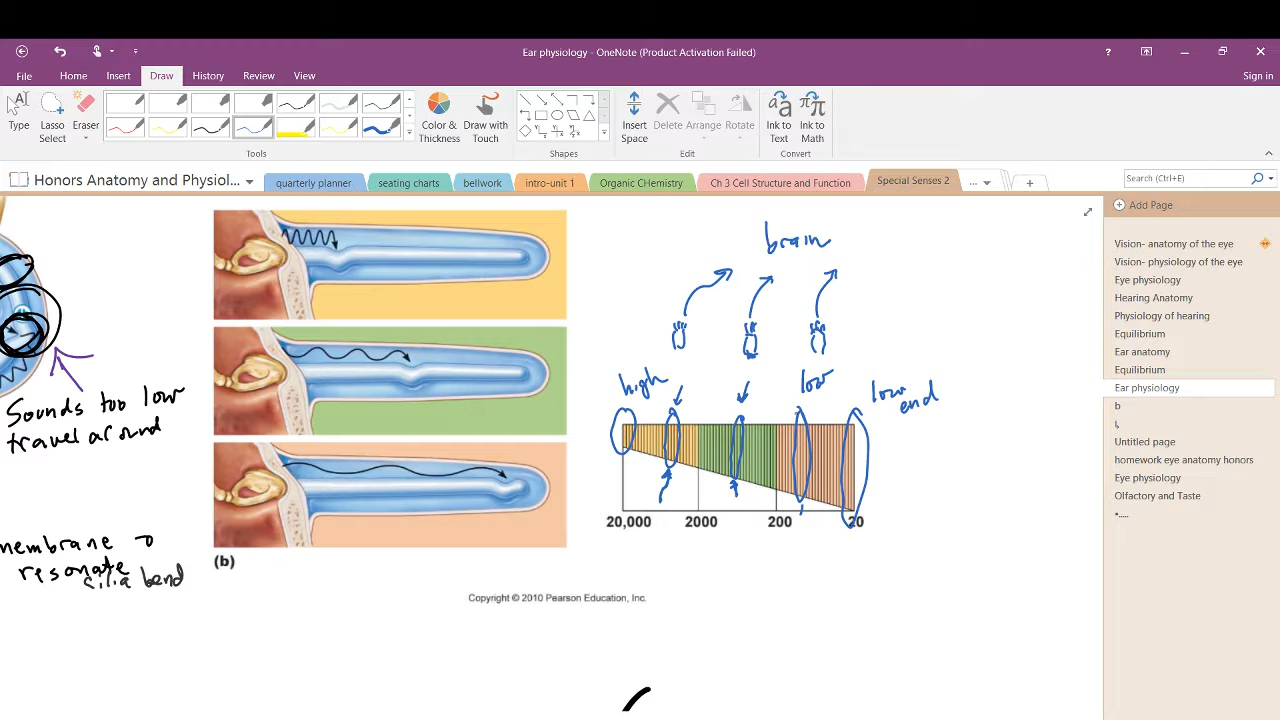 Ear physiology - OneNote (Product Activation Failed)
?
File
Home
Insert
Draw
History
Review
View
Sign in
Type
Lasso
Select
Eraser
Color &
Thickness
Draw with
Touch
Insert
Space
Delete
Arrange
Rotate
Ink to
Text
Ink to
Math
Tools
Shapes
Edit
Convert
Honors Anatomy and Physiol...
quarterly planner
seating charts
bellwork
intro-unit 1
Organic CHemistry
Ch 3 Cell Structure and Function
Special Senses 2
...
Search (Ctrl+E)
Add Page
Vision- anatomy of the eye
Vision- physiology of the eye
Eye physiology
Hearing Anatomy
Physiology of hearing
Equilibrium
Ear anatomy
Equilibrium
Ear physiology
b
I,
Untitled page
homework eye anatomy honors
Eye physiology
Olfactory and Taste
brain
high
low
low
end
Sounds too low
travel around
membrane
resonate
cilia bend
20,000
2000
200
20
(b)
Copyright © 2010 Pearson Education, Inc.